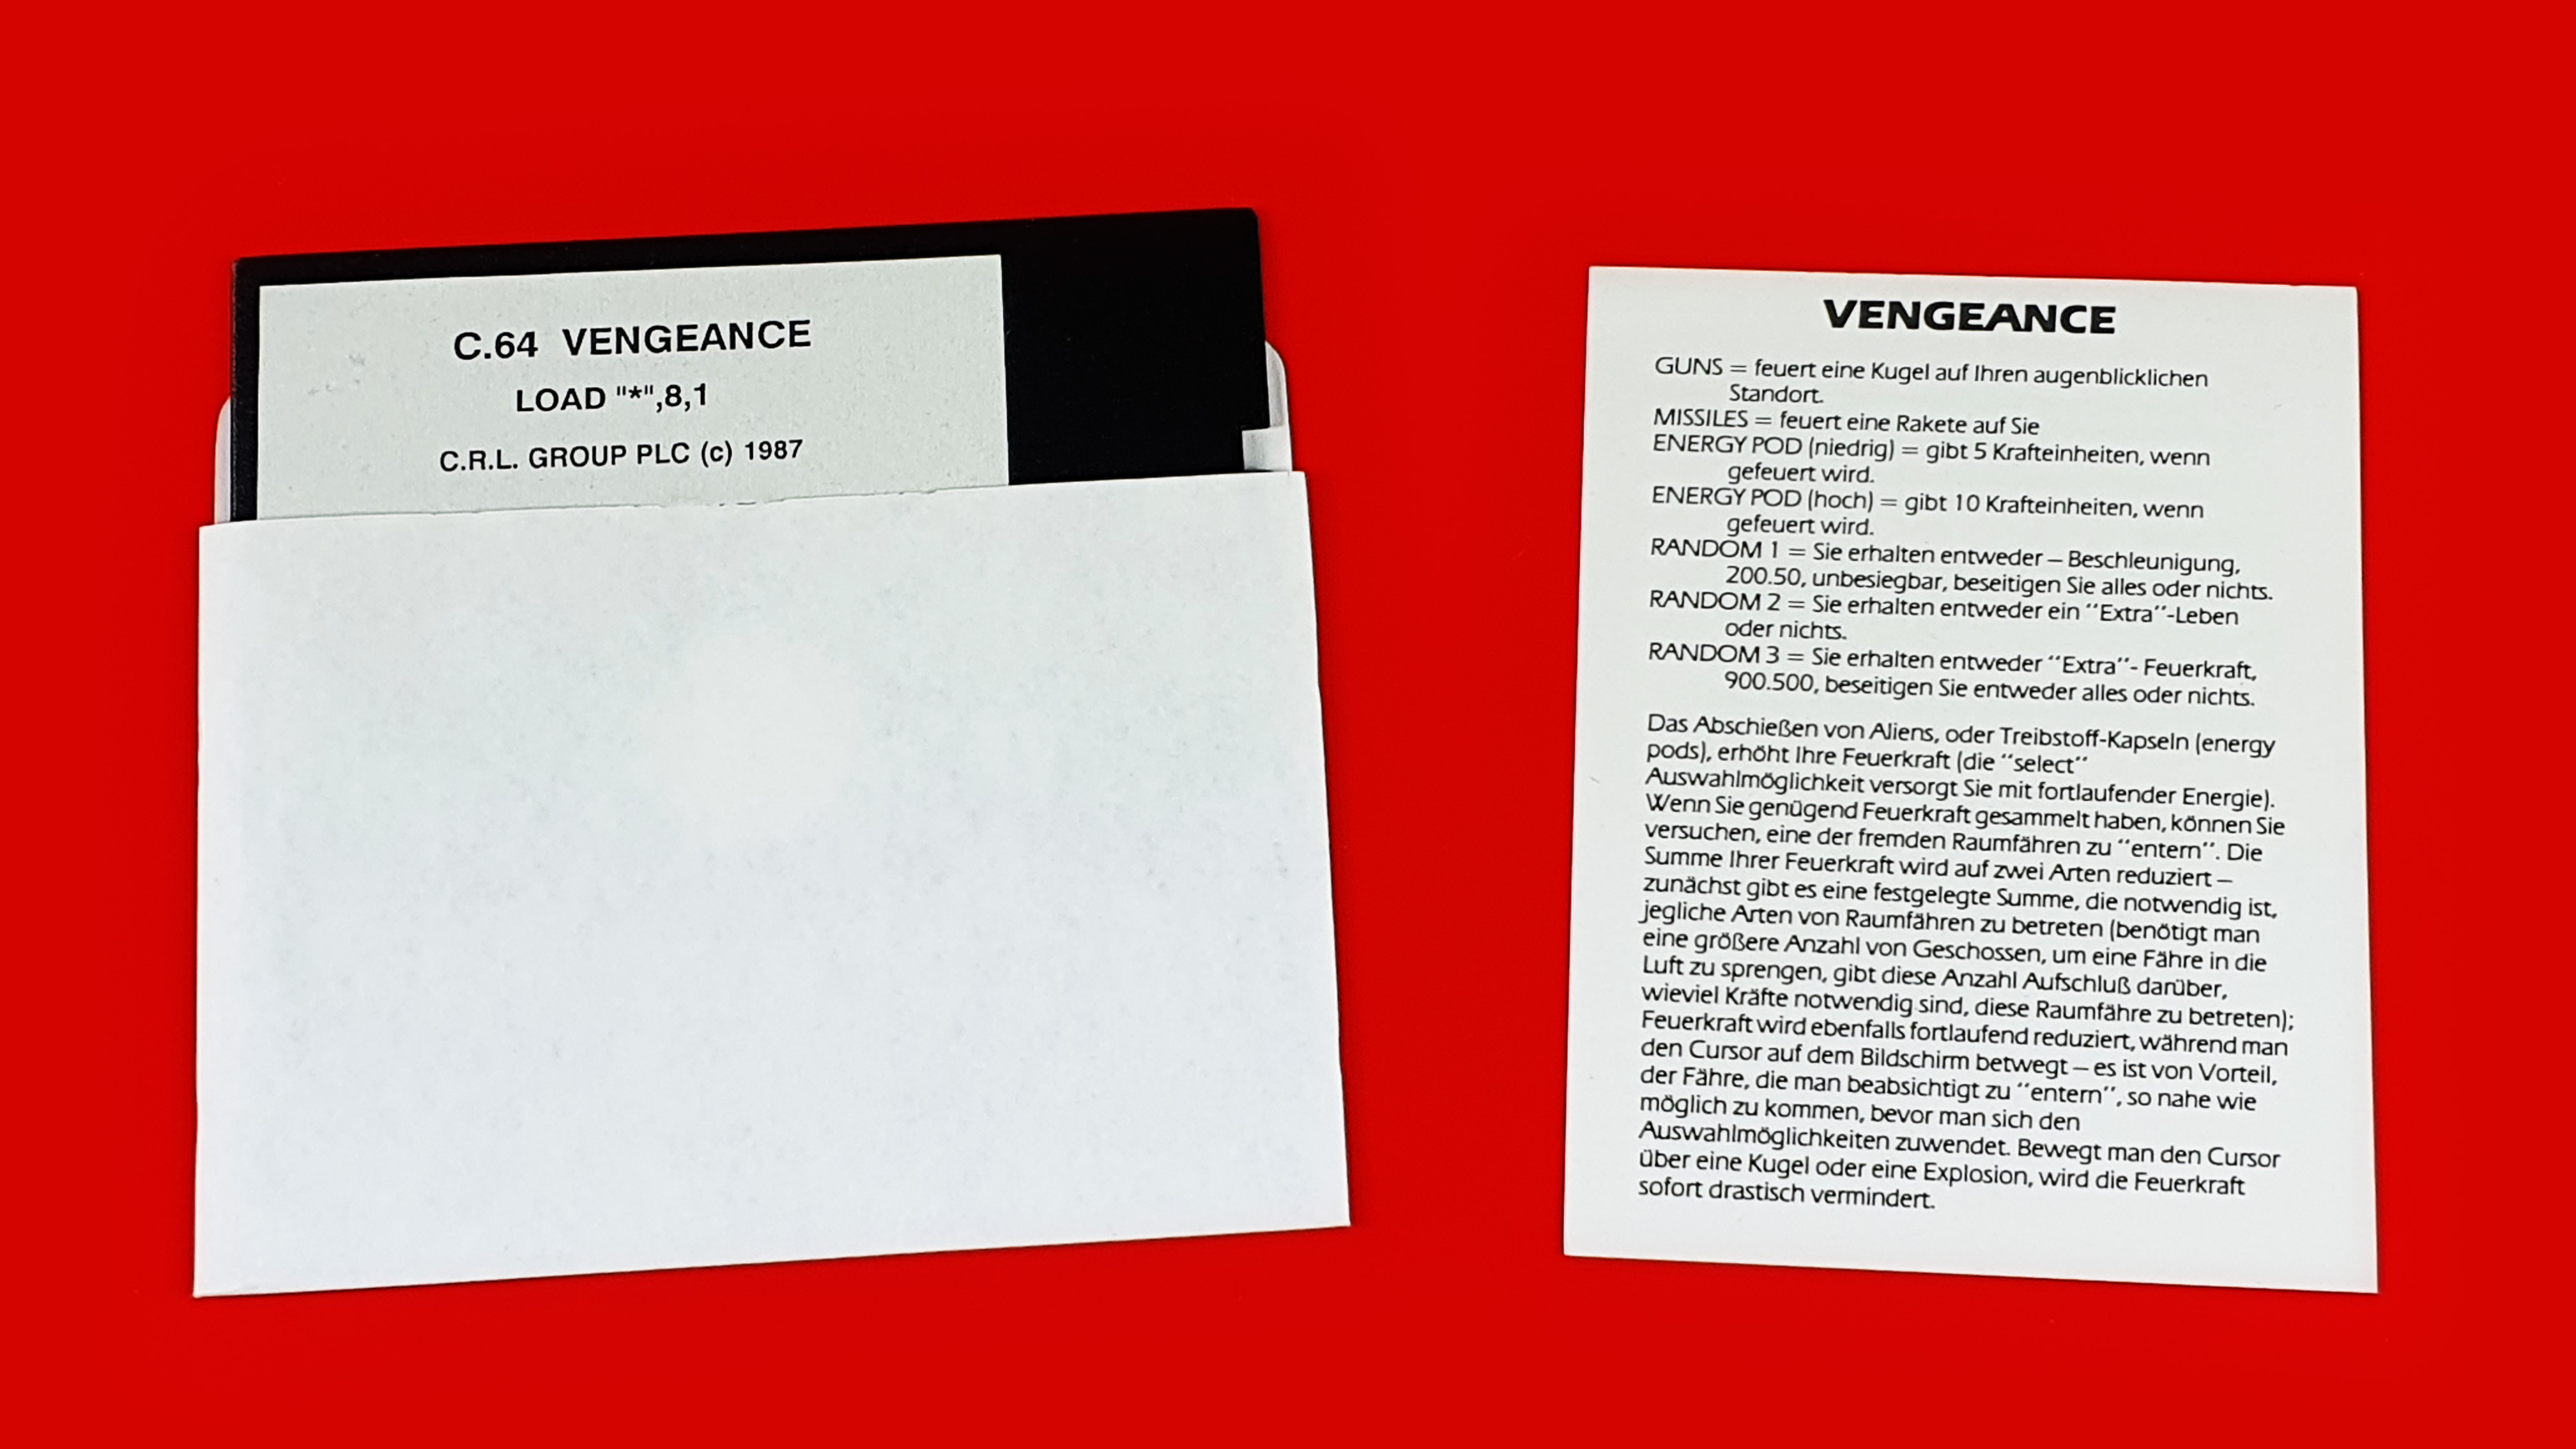 C.64 VENGEANCE
LOAD "*",8,1
C.R.L. GROUP PLC (c) 1987
VENGEANCE
GUNS = feuert eine Kugel auf Ihren augenblicklichen
Standort.
MISSILES = feuert eine Rakete auf Sie
ENERGY POD (niedrig) = gibt 5 Krafteinheiten, wenn
gefeuert wird.
ENERGY POD (hoch) = gibt 10 Krafteinheiten, wenn
gefeuert wird.
RANDOM 1 = Sie erhalten entweder – Beschleunigung,
200.50, unbesiegbar, beseitigen Sie alles oder nichts.
RANDOM 2 = Sie erhalten entweder ein "Extra"-Leben
oder nichts.
RANDOM 3 = Sie erhalten entweder "Extra"- Feuerkraft,
900.500, beseitigen Sie entweder alles oder nichts.
Das Abschießen von Aliens, oder Treibstoff-Kapseln (energy
pods), erhöht Ihre Feuerkraft (die "select"
Auswahlmöglichkeit versorgt Sie mit fortlaufender Energie).
Wenn Sie genügend Feuerkraft gesammelt haben, können Sie
versuchen, eine der fremden Raumfähren zu "entern". Die
Summe Ihrer Feuerkraft wird auf zwei Arten reduziert –
zunächst gibt es eine festgelegte Summe, die notwendig ist,
jegliche Arten von Raumfähren zu betreten (benötigt man
eine größere Anzahl von Geschossen, um eine Fähre in die
Luft zu sprengen, gibt diese Anzahl Aufschluß darüber,
wieviel Kräfte notwendig sind, diese Raumfähre zu betreten);
Feuerkraft wird ebenfalls fortlaufend reduziert, während man
den Cursor auf dem Bildschirm betwegt – es ist von Vorteil,
der Fähre, die man beabsichtigt zu "entern", so nahe wie
möglich zu kommen, bevor man sich den
Auswahlmöglichkeiten zuwendet. Bewegt man den Cursor
über eine Kugel oder eine Explosion, wird die Feuerkraft
sofort drastisch vermindert.